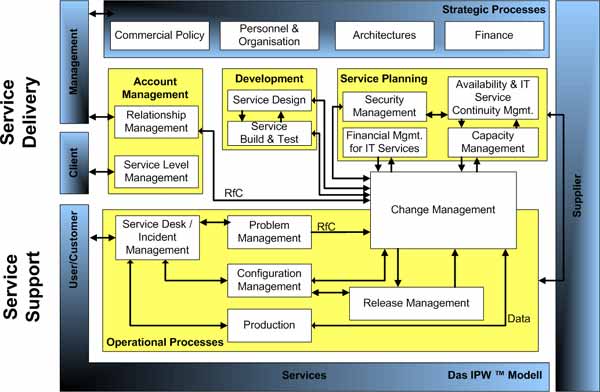 Strategic Processes
Commercial Policy
Personnel &
Organisation
Architectures
Finance
Service
Delivery
Management
Client
Account
Management
Relationship
Management
Service Level
Management
Development
Service Design
Service
Build & Test
Service Planning
Security
Management
Availability & IT
Service
Continuity Mgmt.
Financial Mgmt.
for IT Services
Capacity
Management
RfC
Change Management
Supplier
Service
Support
User/Customer
Service Desk /
Incident
Management
Problem
Management
RfC
Configuration
Management
Release Management
Production
Data
Operational Processes
Services
Das IPW ™ Modell